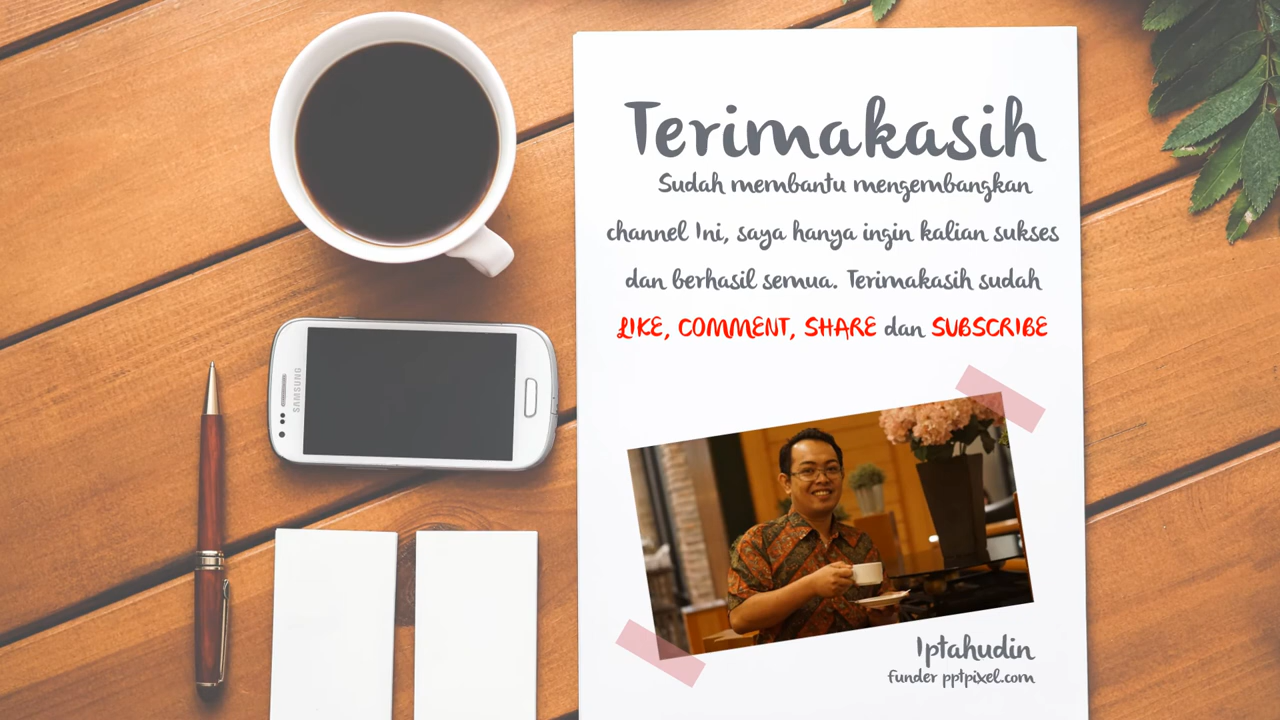 Terimakasih
Sudah membantu mengembangkan
channel Ini, saya hanya ingin kalian sukses
dan berhasil semua. Terimakasih sudah
LIKE, COMMENT, SHARE dan SUBSCRIBE
SAMSUNG
Iptahudin
funder pptpixel.com